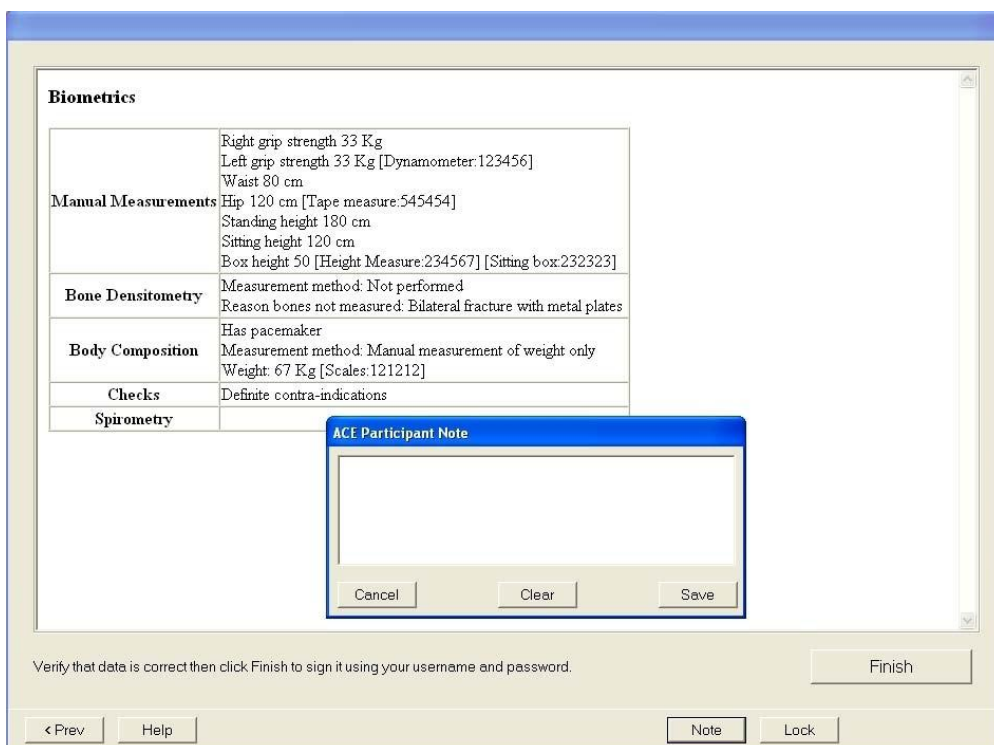 Biometrics
Right grip strength 33 Kg
Left grip strength 33 Kg [Dynamometer:123456]
Waist 80 cm
Manual Measurements Hip 120 cm [Tape measure:545454]
Standing height 180 cm
Sitting height 120 cm
Box height 50 [Height Measure:234567] [Sitting box:232323]
Bone Densitometry
Measurement method: Not performed
Reason bones not measured: Bilateral fracture with metal plates
Body Composition
Has pacemaker
Measurement method: Manual measurement of weight only
Weight: 67 Kg [Scales:121212]
Checks Definite contra-indications
Spirometry
ACE Participant Note
Cancel Clear Save
Verify that data is correct then click Finish to sign it using your username and password.
Finish
< Prev Help Note Lock